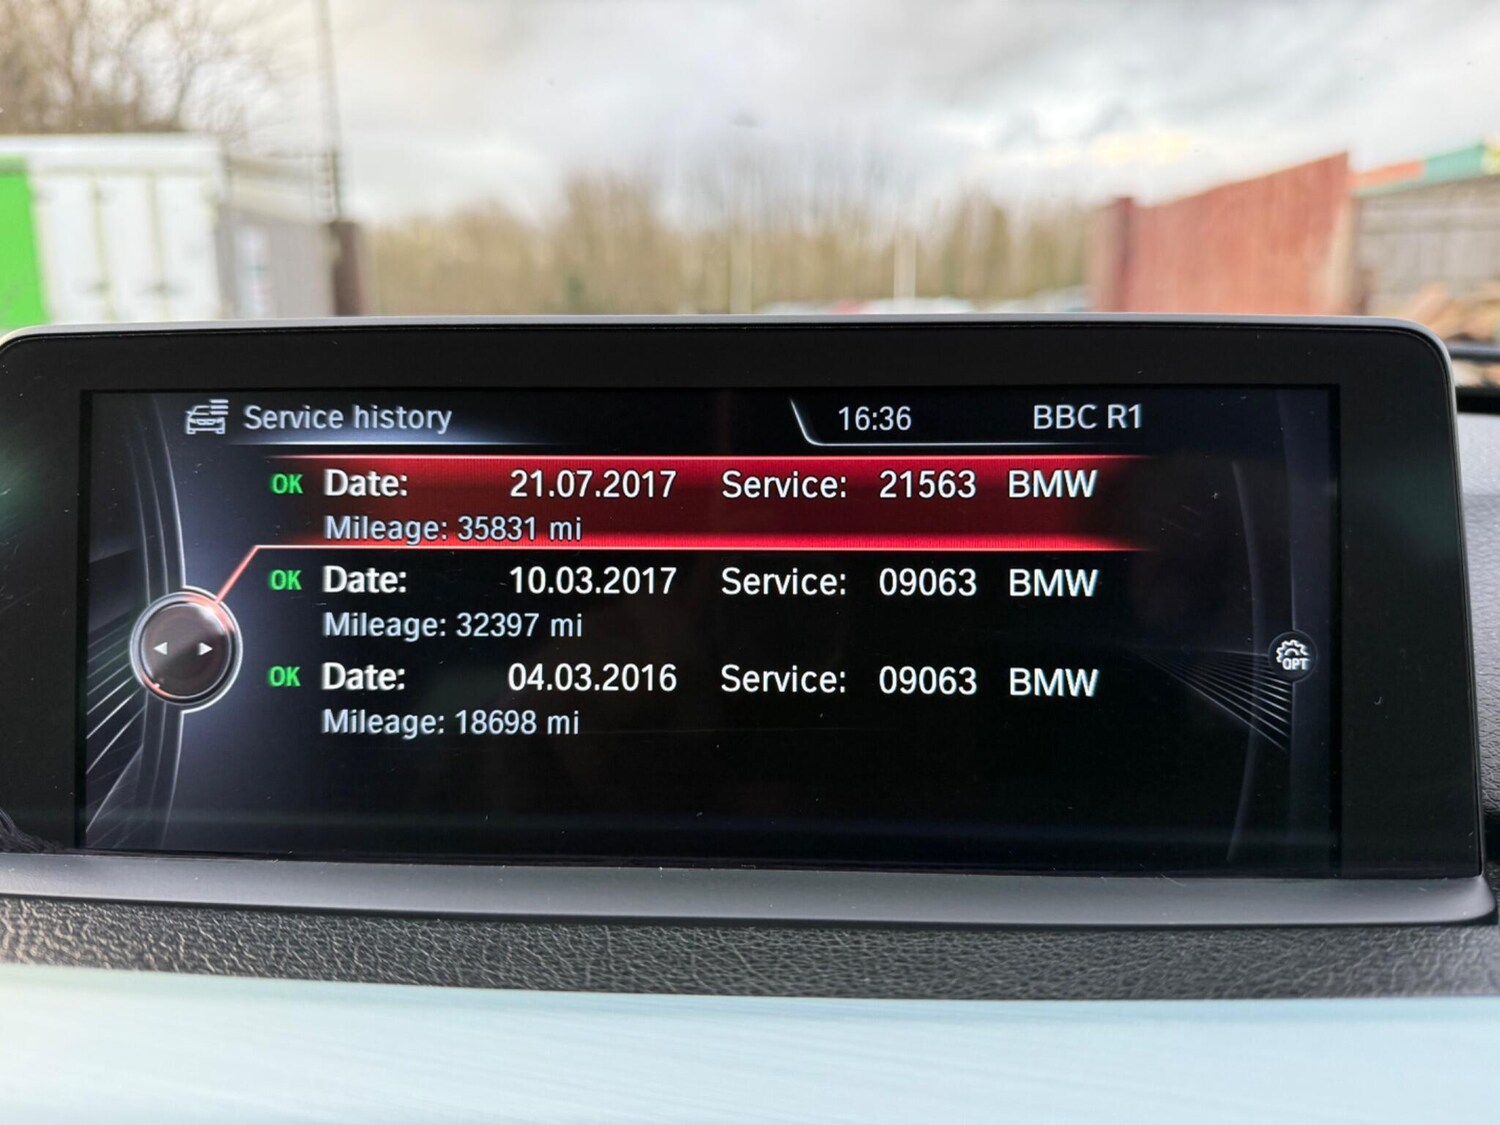 Service history 16:36 BBC R1
OK Date: 21.07.2017 Service: 21563 BMW
Mileage: 35831 mi
OK Date: 10.03.2017 Service: 09063 BMW
Mileage: 32397 mi
OK Date: 04.03.2016 Service: 09063 BMW
Mileage: 18698 mi
OPT